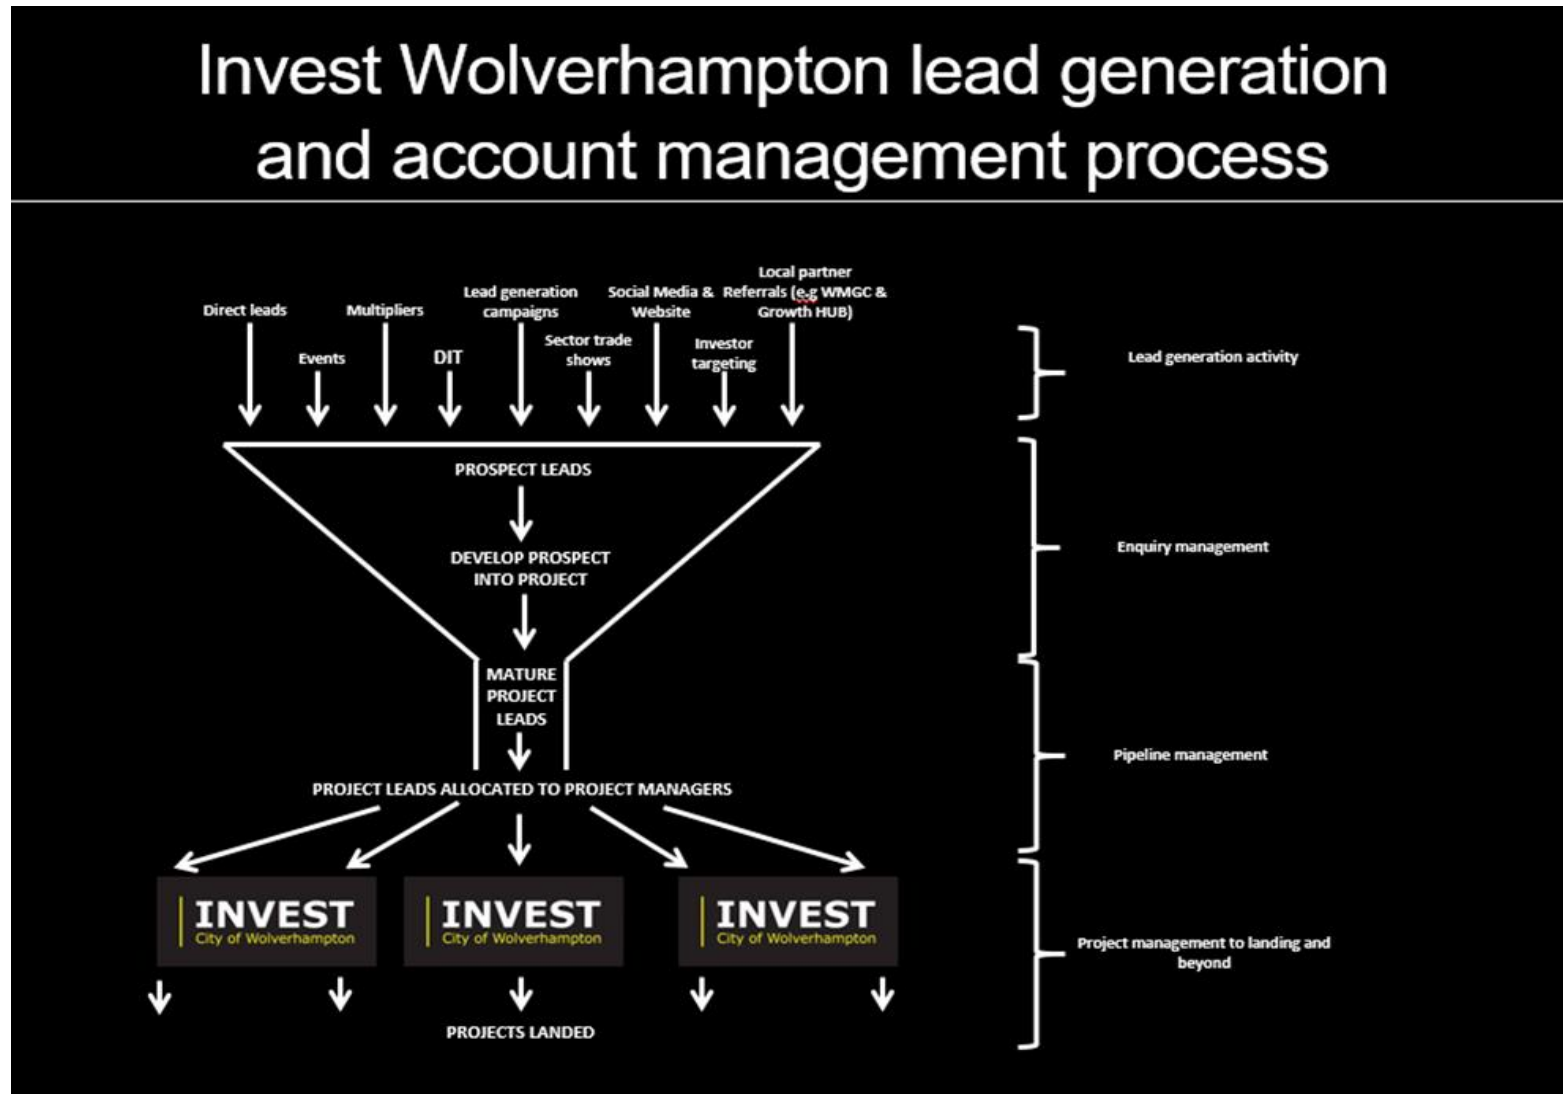 Invest Wolverhampton lead generation
and account management process
Local partner
Lead generation
Social Media &
Referrals (e.g WMGC &
Direct leads
Multipliers
campaigns
Website
Growth HUB)
Events
DIT
Sector trade
shows
Investor
targeting
Lead generation activity
PROSPECT LEADS
DEVELOP PROSPECT
INTO PROJECT
Enquiry management
MATURE
PROJECT
LEADS
Pipeline management
PROJECT LEADS ALLOCATED TO PROJECT MANAGERS
INVEST
City of Wolverhampton
INVEST
City of Wolverhampton
INVEST
City of Wolverhampton
Project management to landing and
beyond
PROJECTS LANDED